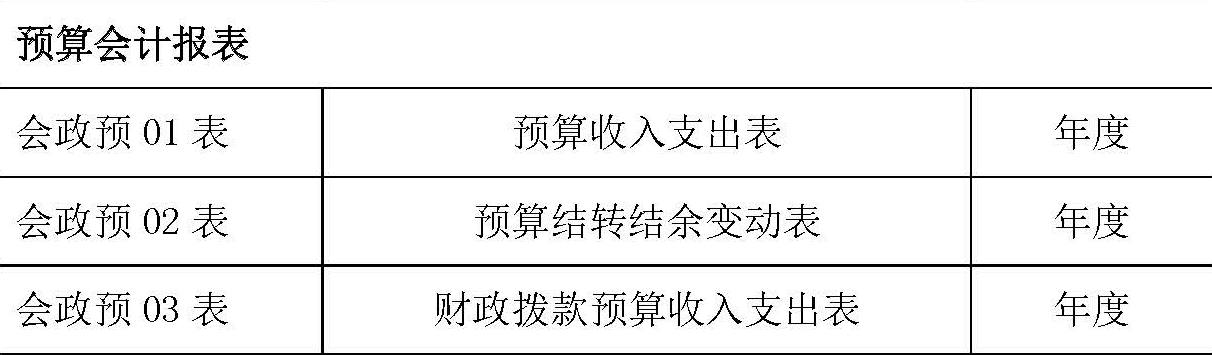 预算会计报表
会政预 01 表 预算收入支出表 年度
会政预 02 表 预算结转结余变动表 年度
会政预 03 表 财政拨款预算收入支出表 年度